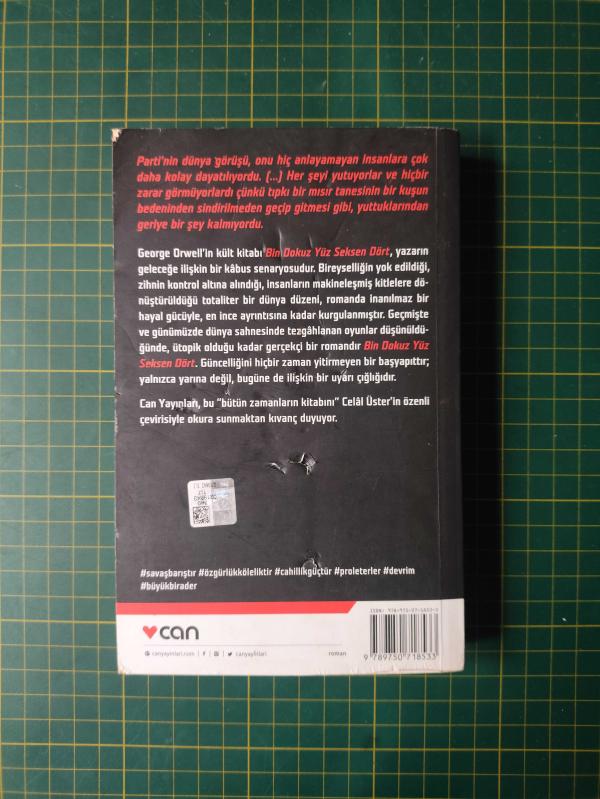 Parti'nin dünya görüşü, onu hiç anlayamayan insanlara çok
daha kolay dayatılıyordu. (...) Her şeyi yutuyorlar ve hiçbir
zarar görmüyorlardı çünkü tıpkı bir mısır tanesinin bir kuşun
bedeninden sindirilmeden geçip gitmesi gibi, yuttuklarından
geriye bir şey kalmıyordu.
George Orwell'in kült kitabı Bin Dokuz Yüz Seksen Dört, yazarın
geleceğe ilişkin bir kâbus senaryosudur. Bireyselliğin yok edildiği,
zihnin kontrol altına alındığı, insanların makineleşmiş kitlelere dö-
nüştürüldüğü totaliter bir dünya düzeni, romanda inanılmaz bir
hayal gücüyle, en ince ayrıntısına kadar kurgulanmıştır. Geçmişte
ve günümüzde dünya sahnesinde tezgâhlanan oyunlar düşünüldü-
ğünde, ütopik olduğu kadar gerçekçi bir romandır Bin Dokuz Yüz
Seksen Dört. Güncelliğini hiçbir zaman yitirmeyen bir başyapıttır;
yalnızca yarına değil, bugüne de ilişkin bir uyarı çığlığıdır.
Can Yayınları, bu "bütün zamanların kitabını" Celâl Üster'in özenli
çevirisiyle okura sunmaktan kıvanç duyuyor.
#savaşbarıştır #özgürlükköleliktir #cahillikgüçtür #proleterler #devrim
#büyükbirader
can
canyayinlari.com
roman
9 789750 718533